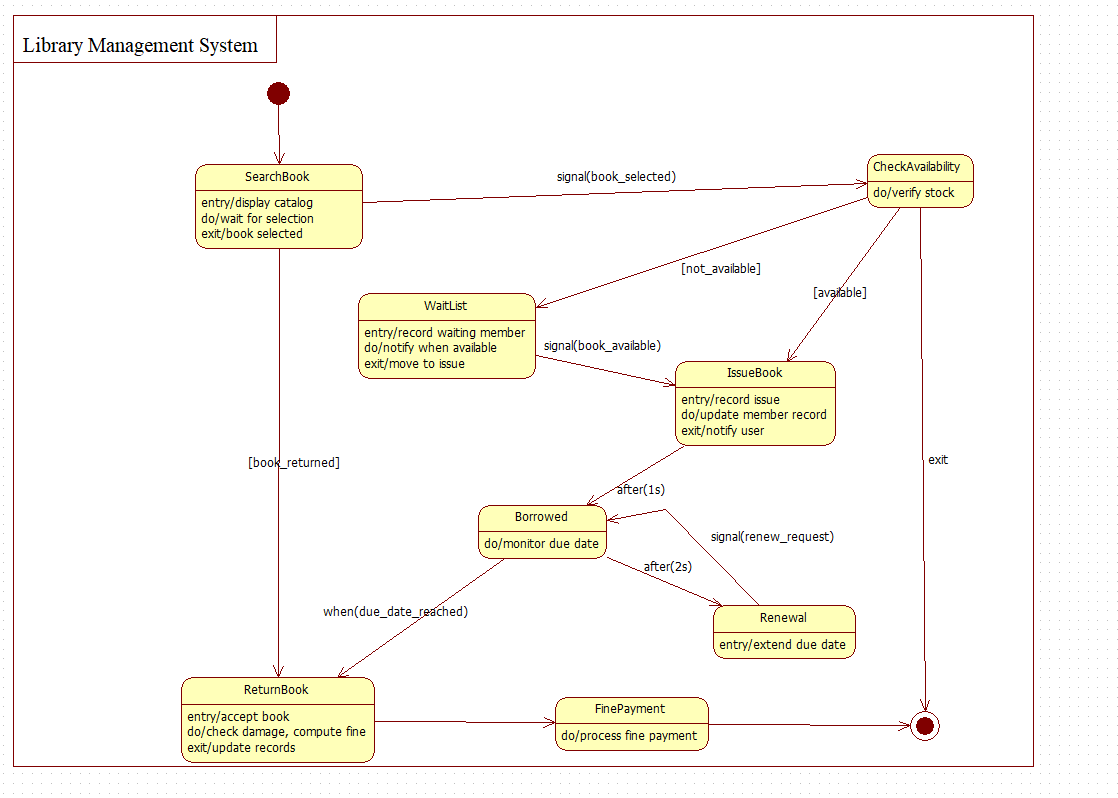 Library Management System
SearchBook
entry/display catalog
do/wait for selection
exit/book selected
signal(book_selected)
CheckAvailability
do/verify stock
[not_available]
[available]
WaitList
entry/record waiting member
do/notify when available
exit/move to issue
signal(book_available)
IssueBook
entry/record issue
do/update member record
exit/notify user
[book_returned]
exit
after(1s)
Borrowed
do/monitor due date
signal(renew_request)
after(2s)
when(due_date_reached)
Renewal
entry/extend due date
ReturnBook
entry/accept book
do/check damage, compute fine
exit/update records
FinePayment
do/process fine payment